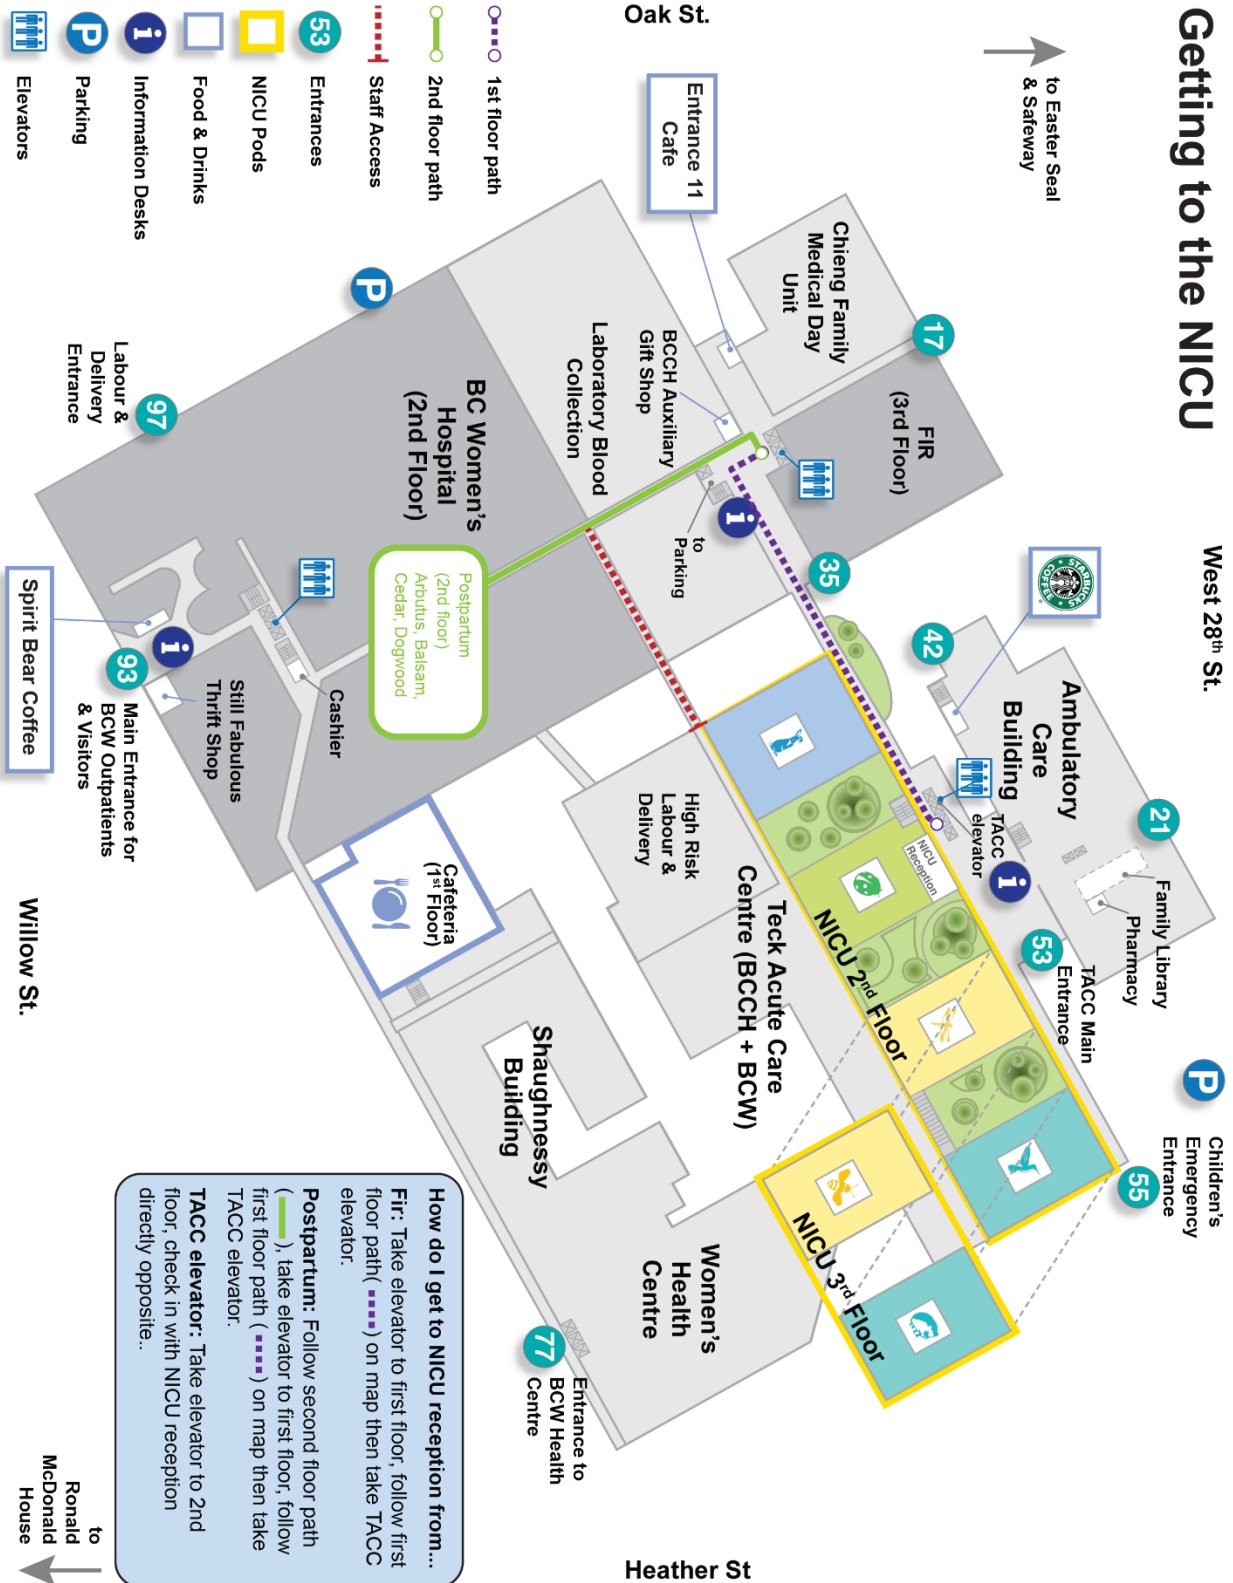 Getting to the NICU
to Easter Seal
& Safeway
West 28th St.
Oak St.
Heather St
Willow St.
1st floor path
2nd floor path
Staff Access
53
Entrances
NICU Pods
Food & Drinks
i
Information Desks
P
Parking
Elevators
Entrance 11
Cafe
Chieng Family
Medical Day
Unit
17
FIR
(3rd Floor)
BCCH Auxiliary
Gift Shop
Laboratory Blood
Collection
i
to
Parking
35
STARBUCKS
COFFEE
42
Ambulatory
Care
Building
21
Family Library
Pharmacy
TACC
elevator
i
53
TACC Main
Entrance
P
Children's
Emergency
Entrance
55
NICU
Reception
NICU 2nd Floor
NICU 3rd Floor
Teck Acute Care
Centre (BCCH + BCW)
High Risk
Labour &
Delivery
P
BC Women's
Hospital
(2nd Floor)
Postpartum
(2nd floor)
Arbutus, Balsam,
Cedar, Dogwood
97
Labour &
Delivery
Entrance
Cashier
i
93
Main Entrance for
BCW Outpatients
& Visitors
Still Fabulous
Thrift Shop
Spirit Bear Coffee
Cafeteria
(1st Floor)
Shaughnessy
Building
Women's
Health
Centre
77
Entrance to
BCW Health
Centre
How do I get to NICU reception from...
Fir: Take elevator to first floor, follow first
floor path( ) on map then take TACC
elevator.
Postpartum: Follow second floor path
( ), take elevator to first floor, follow
first floor path ( ) on map then take
TACC elevator.
TACC elevator: Take elevator to 2nd
floor, check in with NICU reception
directly opposite..
to
Ronald
McDonald
House